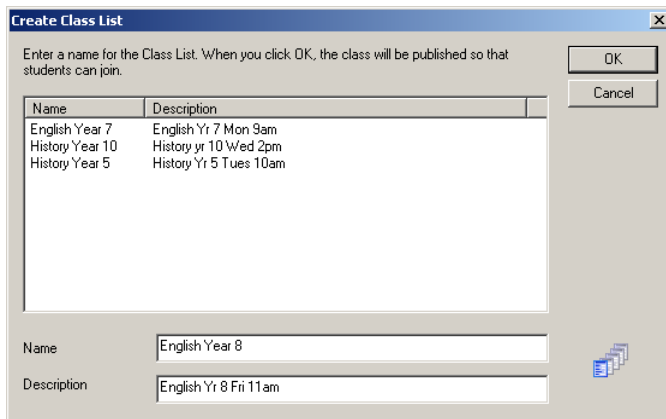 Create Class List
Enter a name for the Class List. When you click OK, the class will be published so that
students can join.
OK
Cancel
Name Description
English Year 7 English Yr 7 Mon 9am
History Year 10 History yr 10 Wed 2pm
History Year 5 History Yr 5 Tues 10am
Name English Year 8
Description English Yr 8 Fri 11am